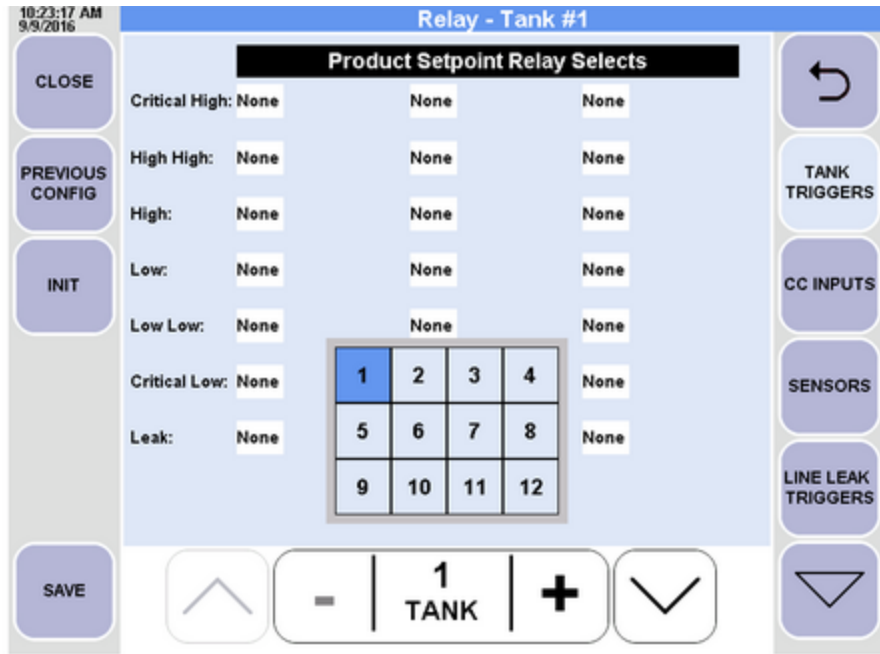 10:23:17 AM
9/9/2016
Relay - Tank #1
CLOSE
PREVIOUS
CONFIG
INIT
SAVE
Product Setpoint Relay Selects
Critical High: None None None
High High: None None None
High: None None None
Low: None None None
Low Low: None None None
Critical Low: None None
Leak: None None
1 2 3 4
5 6 7 8
9 10 11 12
- 1 +
TANK
TANK
TRIGGERS
CC INPUTS
SENSORS
LINE LEAK
TRIGGERS